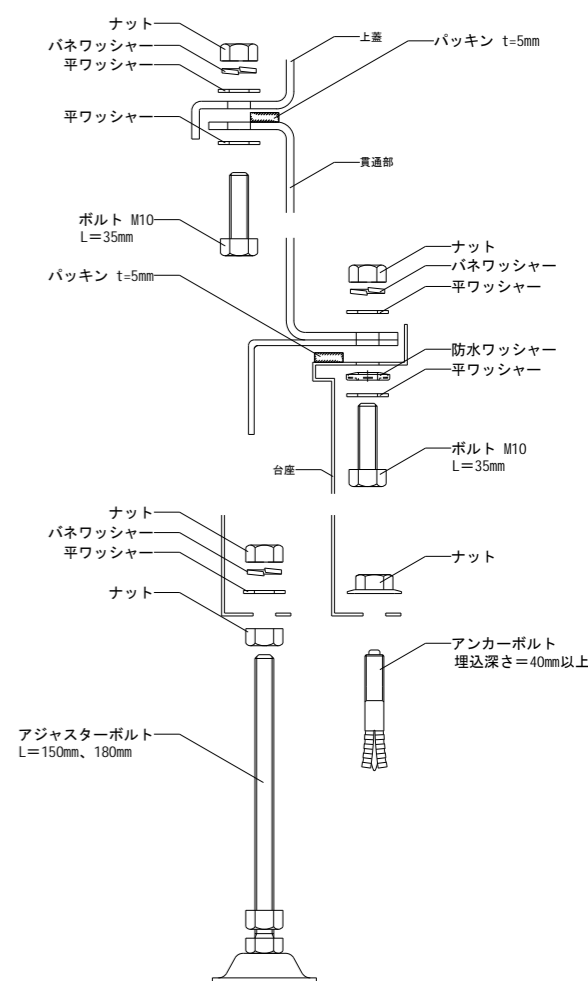 ナット
バネワッシャー
平ワッシャー
上蓋
パッキン t=5mm
平ワッシャー
貫通部
ボルト M10
L=35mm
パッキン t=5mm
ナット
バネワッシャー
平ワッシャー
防水ワッシャー
平ワッシャー
ボルト M10
L=35mm
台座
ナット
バネワッシャー
平ワッシャー
ナット
ナット
アンカーボルト
埋込深さ=40mm以上
アジャスターボルト
L=150mm、180mm